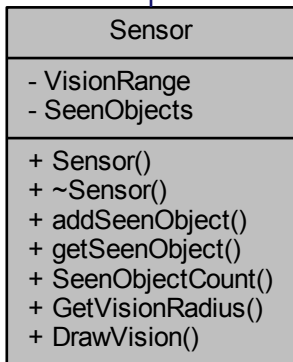 Sensor
- VisionRange
- SeenObjects
+ Sensor()
+ ~Sensor()
+ addSeenObject()
+ getSeenObject()
+ SeenObjectCount()
+ GetVisionRadius()
+ DrawVision()